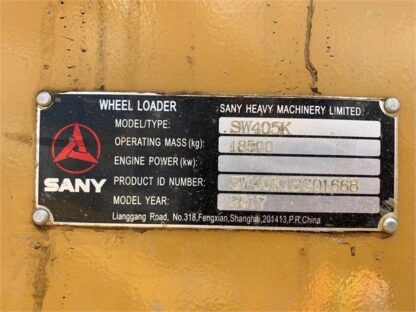 WHEEL LOADER
SANY HEAVY MACHINERY LIMITED
MODEL/TYPE: SW405K
OPERATING MASS(kg): 18500
ENGINE POWER(kw):
SANY
PRODUCT ID NUMBER:
MODEL YEAR: 2017
Lianggang Road, No.318,Fengxian,Shanghai,201413,P.R.China